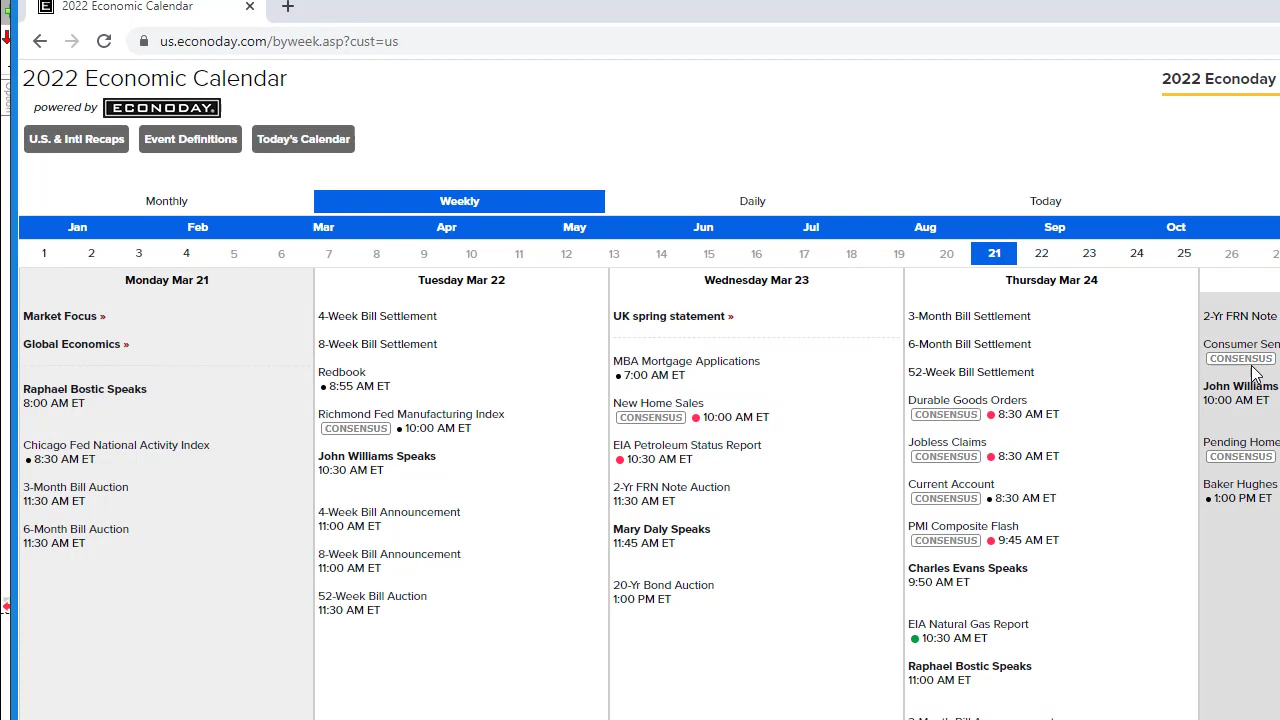 2022 Economic Calendar
us.econoday.com/byweek.asp?cust=us
2022 Economic Calendar
2022 Econoday
powered by ECONODAY
U.S. & Intl Recaps Event Definitions Today's Calendar
Monthly Weekly Daily Today
Jan Feb Mar Apr May Jun Jul Aug Sep Oct
1 2 3 4 5 6 7 8 9 10 11 12 13 14 15 16 17 18 19 20 21 22 23 24 25 26
Monday Mar 21
Market Focus »
Global Economics »
Raphael Bostic Speaks
8:00 AM ET
Chicago Fed National Activity Index
8:30 AM ET
3-Month Bill Auction
11:30 AM ET
6-Month Bill Auction
11:30 AM ET
Tuesday Mar 22
4-Week Bill Settlement
8-Week Bill Settlement
Redbook
8:55 AM ET
Richmond Fed Manufacturing Index
CONSENSUS 10:00 AM ET
John Williams Speaks
10:30 AM ET
4-Week Bill Announcement
11:00 AM ET
8-Week Bill Announcement
11:00 AM ET
52-Week Bill Auction
11:30 AM ET
Wednesday Mar 23
UK spring statement »
MBA Mortgage Applications
7:00 AM ET
New Home Sales
CONSENSUS 10:00 AM ET
EIA Petroleum Status Report
10:30 AM ET
2-Yr FRN Note Auction
11:30 AM ET
Mary Daly Speaks
11:45 AM ET
20-Yr Bond Auction
1:00 PM ET
Thursday Mar 24
3-Month Bill Settlement
6-Month Bill Settlement
52-Week Bill Settlement
Durable Goods Orders
CONSENSUS 8:30 AM ET
Jobless Claims
CONSENSUS 8:30 AM ET
Current Account
CONSENSUS 8:30 AM ET
PMI Composite Flash
CONSENSUS 9:45 AM ET
Charles Evans Speaks
9:50 AM ET
EIA Natural Gas Report
10:30 AM ET
Raphael Bostic Speaks
11:00 AM ET
2-Yr FRN Note
Consumer Sen
CONSENSUS
John Williams
10:00 AM ET
Pending Home
CONSENSUS
Baker Hughes
1:00 PM ET